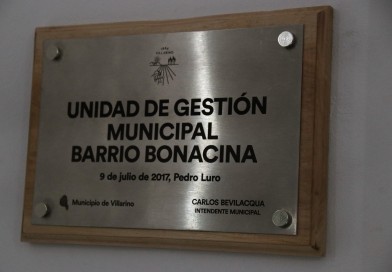 UNIDAD DE GESTIÓN
MUNICIPAL
BARRIO BONACINA
9 de julio de 2017, Pedro Luro
Municipio de Villarino
CARLOS BEVILACQUA
INTENDENTE MUNICIPAL